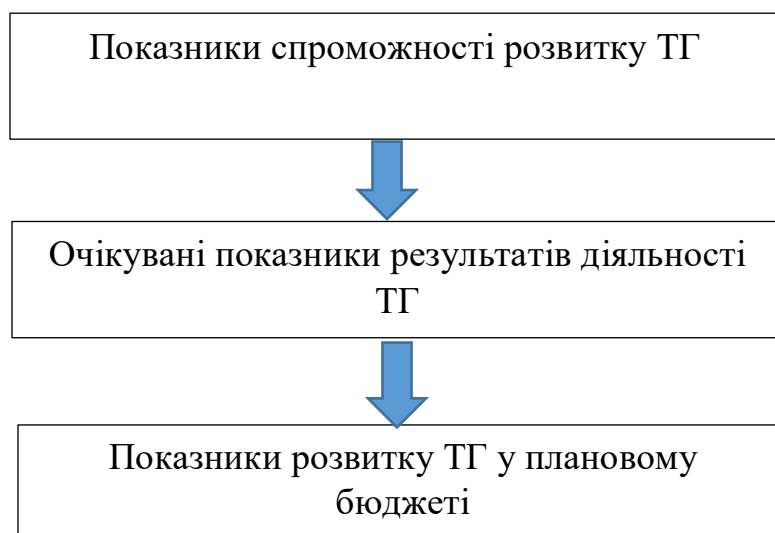 Показники спроможності розвитку ТГ
Очікувані показники результатів діяльності
ТГ
Показники розвитку ТГ у плановому
бюджеті